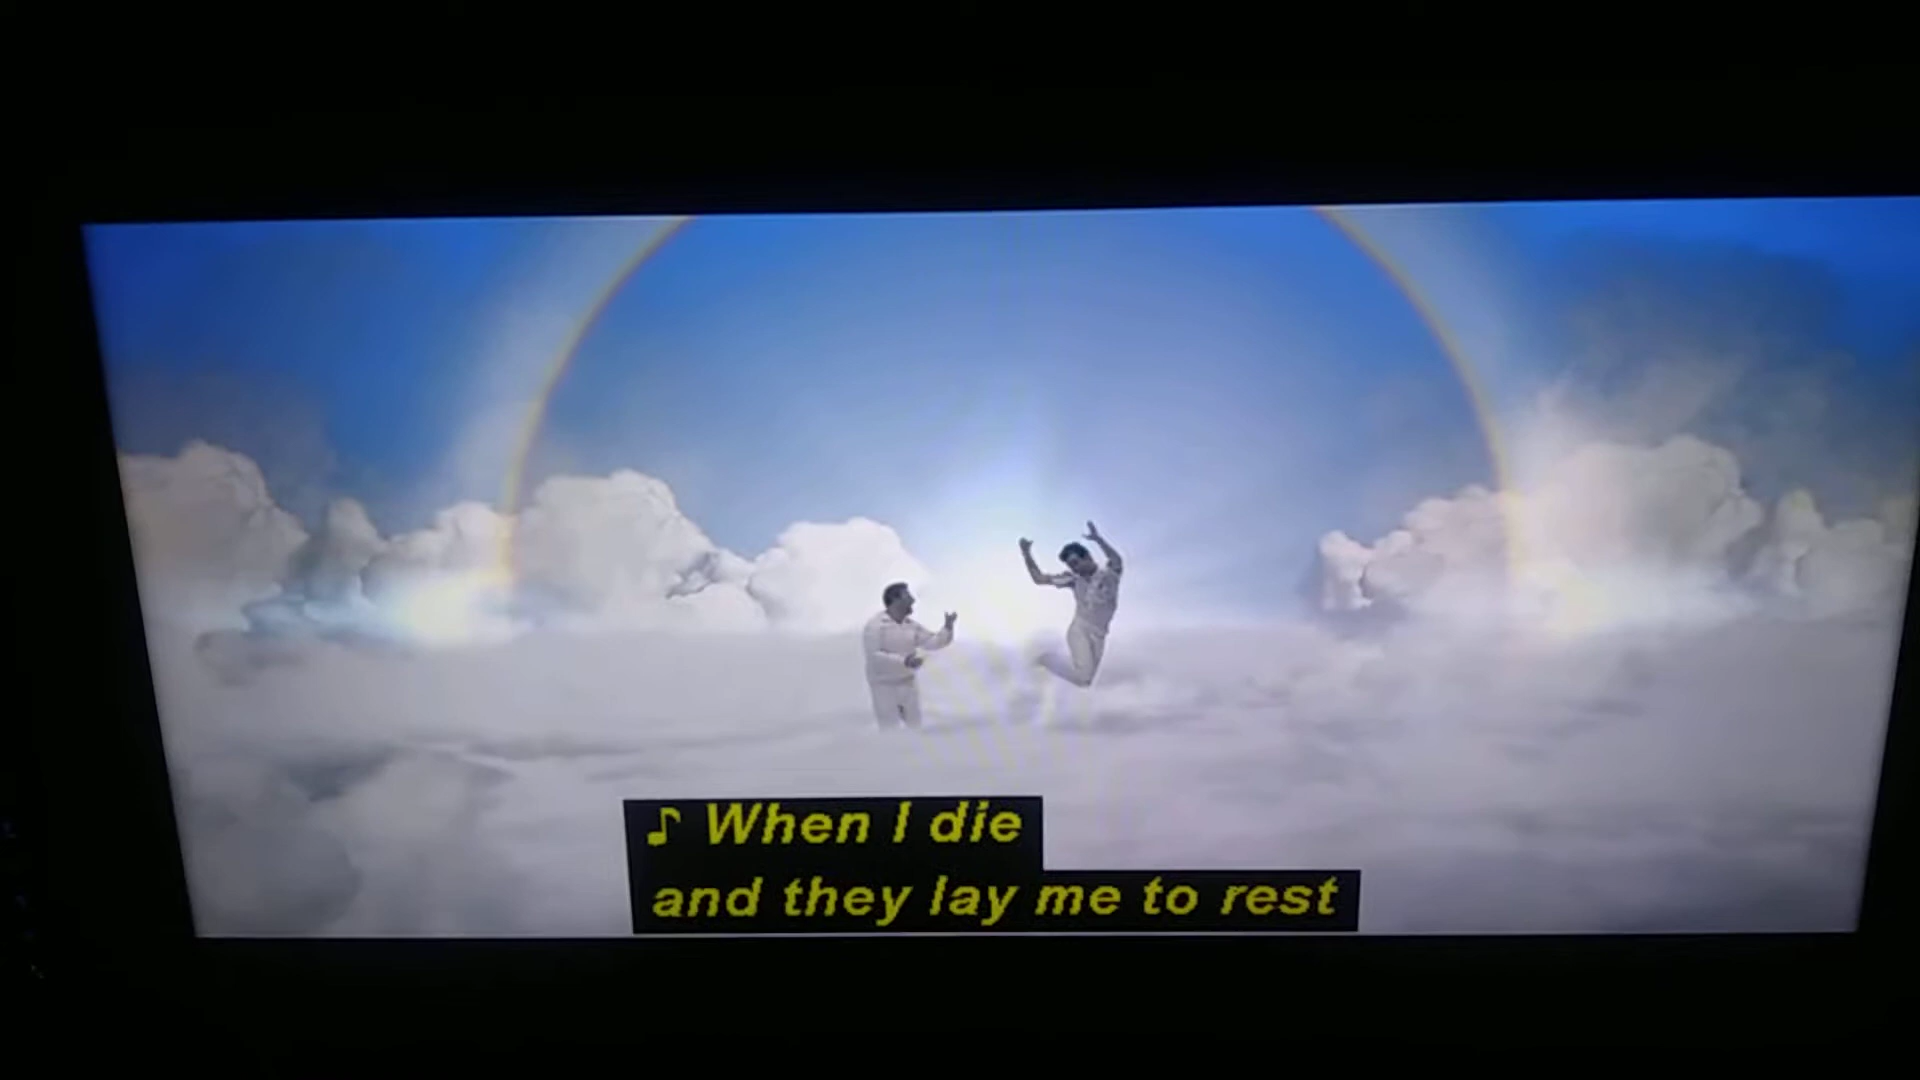 ♪ When I die
and they lay me to rest